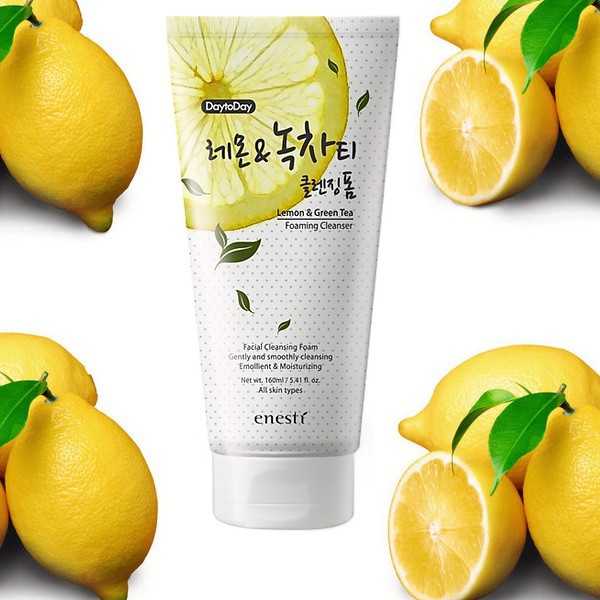 DaytoDay
레몬&녹차티
클렌징폼
Lemon & Green Tea
Foaming Cleanser
Facial Cleansing Foam
Gently and smoothly cleansing
Emollient & Moisturizing
Net wt. 160ml / 5.41 fl. oz.
All skin types
enesti